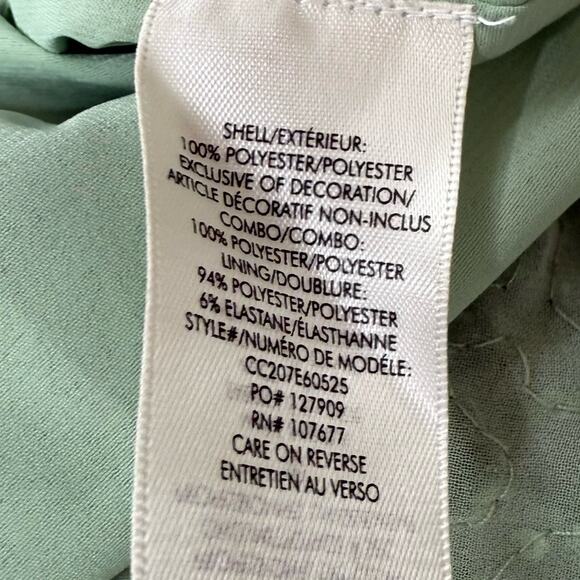 SHELL/EXTÉRIEUR:
100% POLYESTER/POLYESTER
EXCLUSIVE OF DECORATION/
ARTICLE DÉCORATIF NON-INCLUS
COMBO/COMBO:
100% POLYESTER/POLYESTER
LINING/DOUBLURE:
94% POLYESTER/POLYESTER
6% ELASTANE/ÉLASTHANNE
STYLE#/NUMÉRO DE MODÉLE:
CC207E60525
PO# 127909
RN# 107677
CARE ON REVERSE
ENTRETIEN AU VERSO